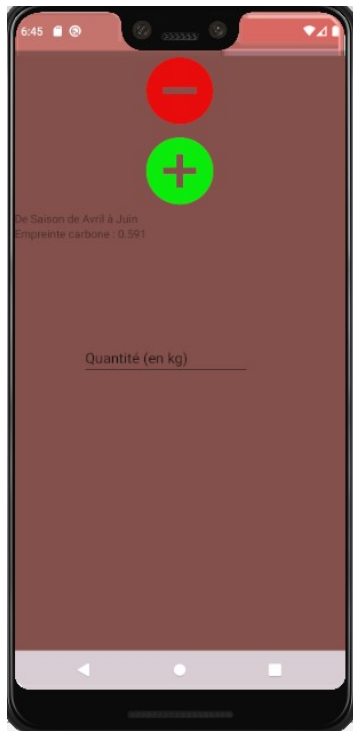 6:45
De Saison de Avril à Juin
Empreinte carbone : 0.591
Quantité (en kg)